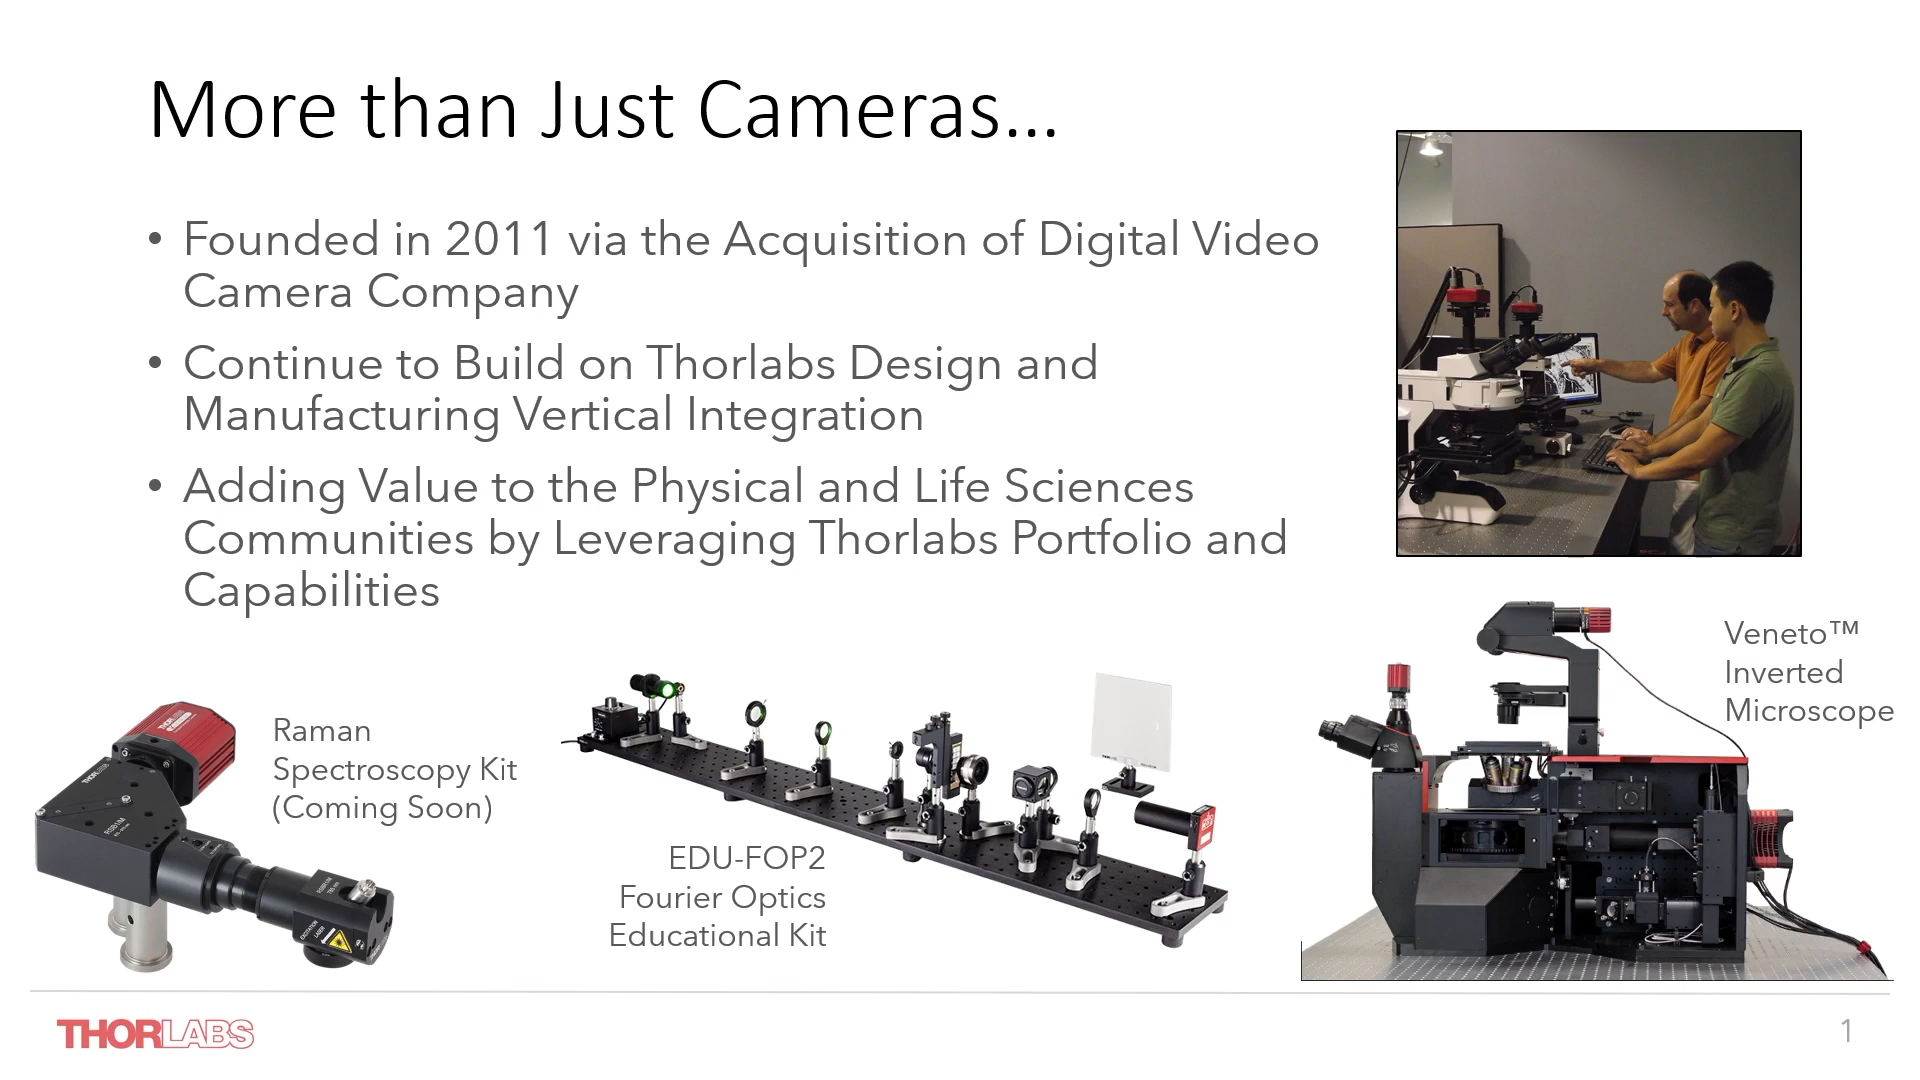 More than Just Cameras…
• Founded in 2011 via the Acquisition of Digital Video
Camera Company
• Continue to Build on Thorlabs Design and
Manufacturing Vertical Integration
• Adding Value to the Physical and Life Sciences
Communities by Leveraging Thorlabs Portfolio and
Capabilities
Veneto™
Inverted
Microscope
Raman
Spectroscopy Kit
(Coming Soon)
EDU-FOP2
Fourier Optics
Educational Kit
THORLABS
1